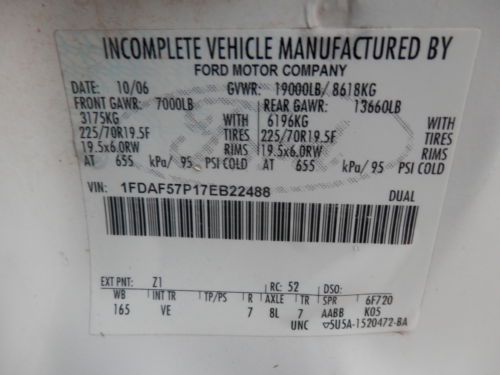 INCOMPLETE VEHICLE MANUFACTURED BY
FORD MOTOR COMPANY
DATE: 10/06 GVWR: 19000LB/ 8618KG
FRONT GAWR: 7000LB REAR GAWR: 13660LB
3175KG WITH 6196KG WITH
225/70R19.5F TIRES 225/70R19.5F TIRES
19.5x6.0RW RIMS 19.5x6.0RW RIMS
AT 655 kPa/ 95 PSI COLD AT 655 kPa/ 95 PSI COLD
VIN: 1FDAF57P17EB22488
DUAL
EXT PNT: Z1 RC: 52 DSO:
WB INT TR TP/PS R AXLE TR SPR 6F720
165 VE 7 8L 7 AABB K05
UNC ▽5U5A-1520472-BA